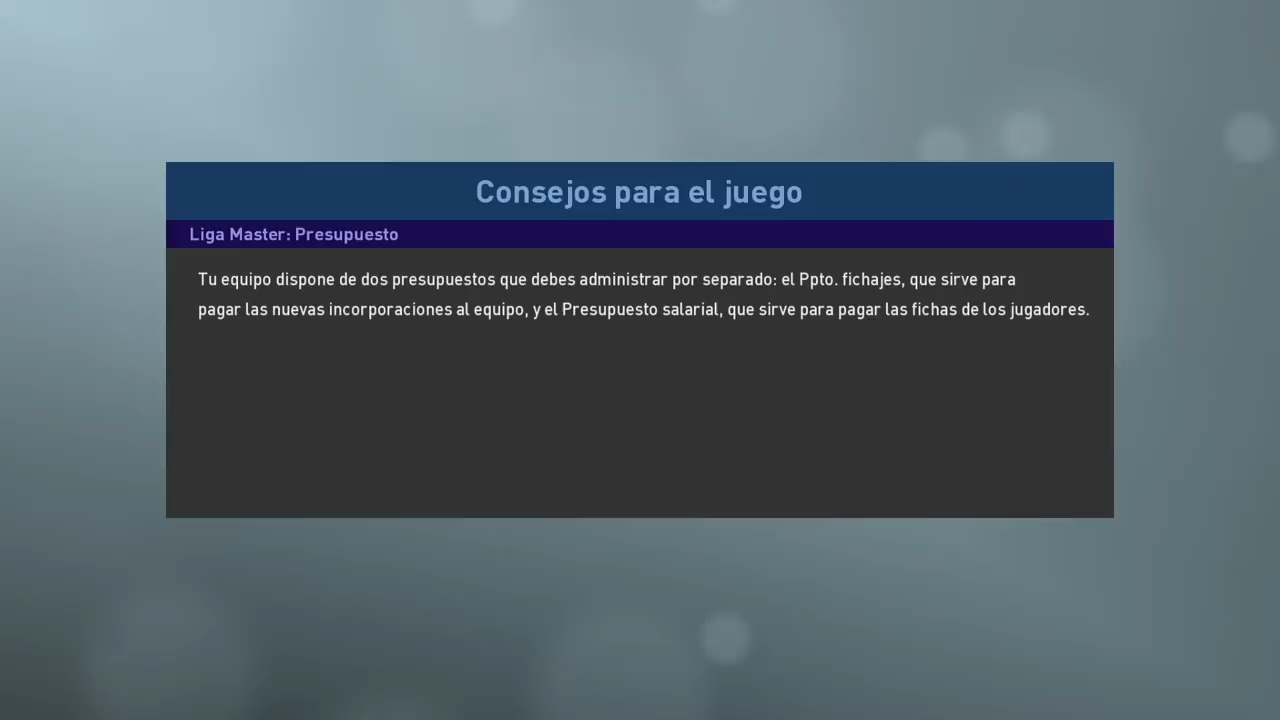 Consejos para el juego
Liga Master: Presupuesto
Tu equipo dispone de dos presupuestos que debes administrar por separado: el Ppto. fichajes, que sirve para
pagar las nuevas incorporaciones al equipo, y el Presupuesto salarial, que sirve para pagar las fichas de los jugadores.